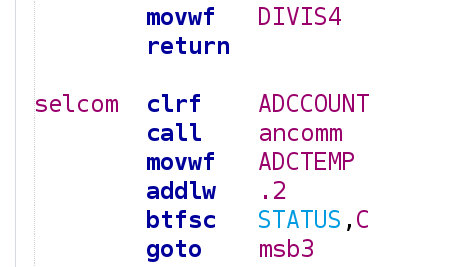 movwf DIVIS4
return
selcom clrf ADCCOUNT
call ancomm
movwf ADCTEMP
addlw .2
btfsc STATUS,C
goto msb3